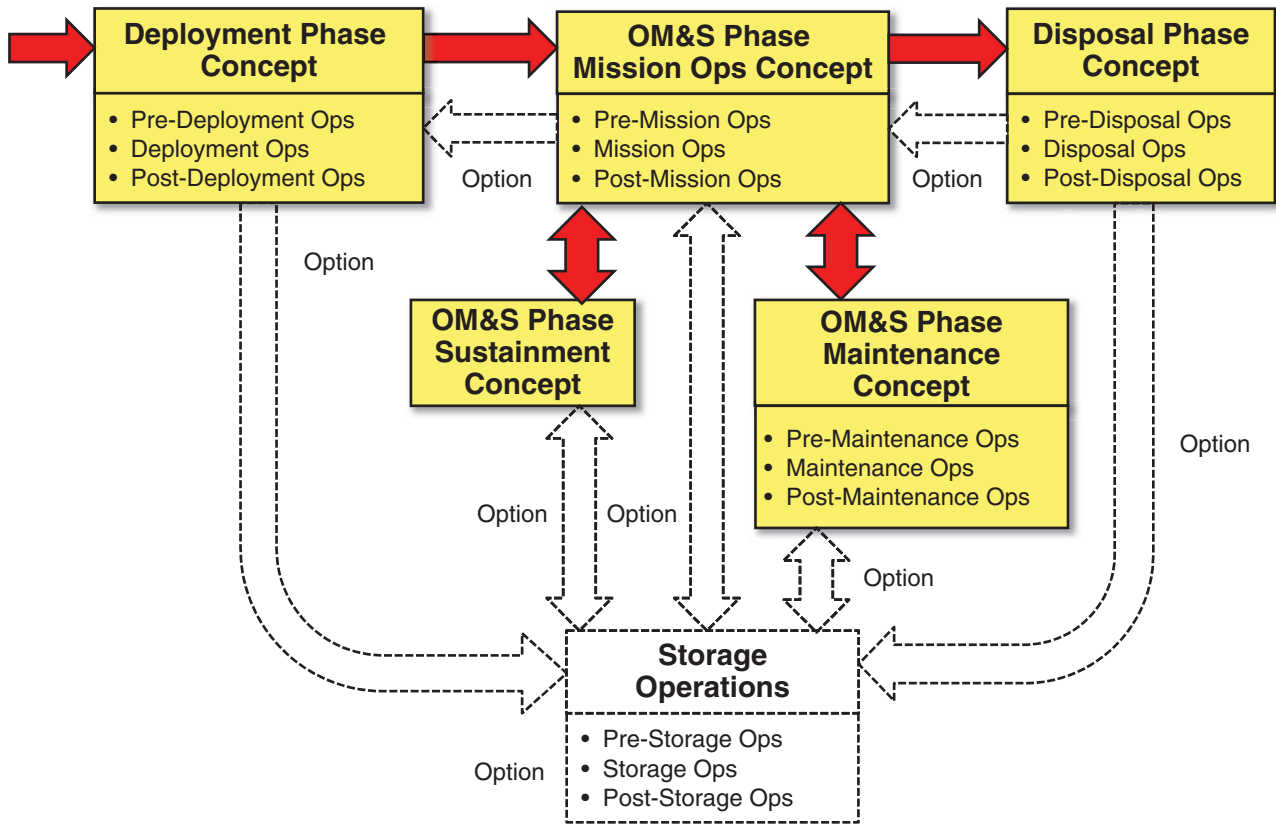 Deployment Phase
Concept
• Pre-Deployment Ops
• Deployment Ops
• Post-Deployment Ops
OM&S Phase
Mission Ops Concept
• Pre-Mission Ops
• Mission Ops
• Post-Mission Ops
Disposal Phase
Concept
• Pre-Disposal Ops
• Disposal Ops
• Post-Disposal Ops
Option
Option
Option
OM&S Phase
Sustainment
Concept
OM&S Phase
Maintenance
Concept
• Pre-Maintenance Ops
• Maintenance Ops
• Post-Maintenance Ops
Option
Option
Option
Option
Storage
Operations
• Pre-Storage Ops
• Storage Ops
• Post-Storage Ops
Option